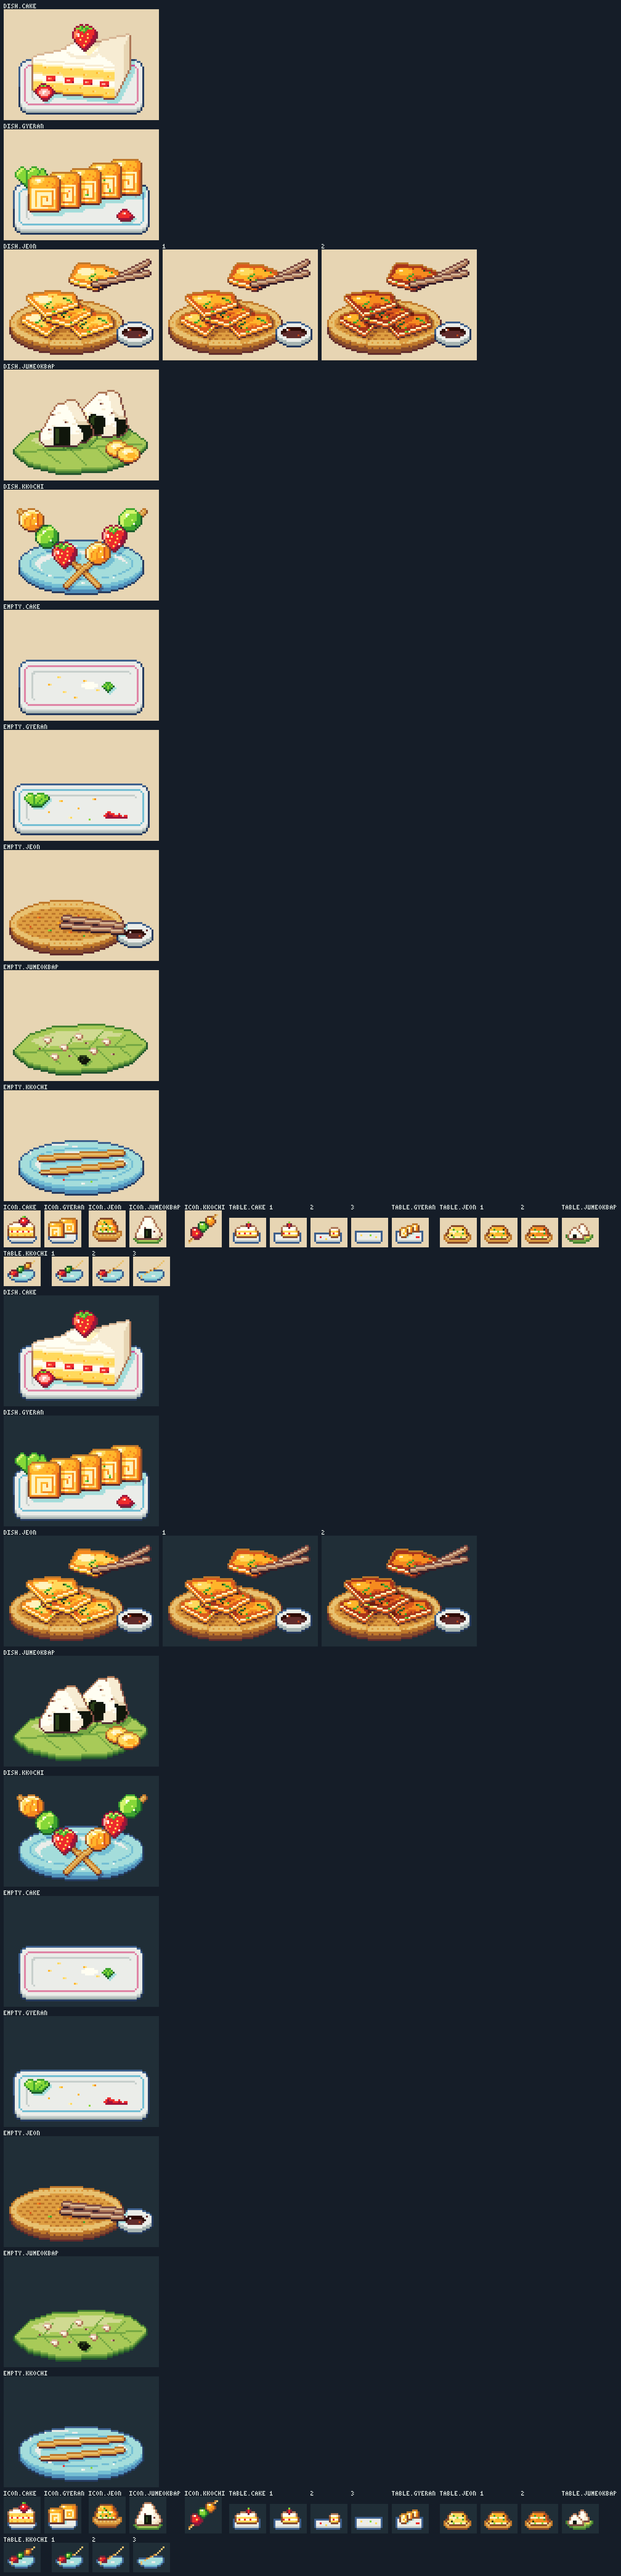 DISH.CAKE
DISH.GYERAN
DISH.JEON 1 2
DISH.JUMEOKBAP
DISH.KKOCHI
EMPTY.CAKE
EMPTY.GYERAN
EMPTY.JEON
EMPTY.JUMEOKBAP
EMPTY.KKOCHI
ICON.CAKE ICON.GYERAN ICON.JEON ICON.JUMEOKBAP ICON.KKOCHI TABLE.CAKE 1 2 3 TABLE.GYERAN TABLE.JEON 1 2 TABLE.JUMEOKBAP
TABLE.KKOCHI 1 2 3
DISH.CAKE
DISH.GYERAN
DISH.JEON 1 2
DISH.JUMEOKBAP
DISH.KKOCHI
EMPTY.CAKE
EMPTY.GYERAN
EMPTY.JEON
EMPTY.JUMEOKBAP
EMPTY.KKOCHI
ICON.CAKE ICON.GYERAN ICON.JEON ICON.JUMEOKBAP ICON.KKOCHI TABLE.CAKE 1 2 3 TABLE.GYERAN TABLE.JEON 1 2 TABLE.JUMEOKBAP
TABLE.KKOCHI 1 2 3